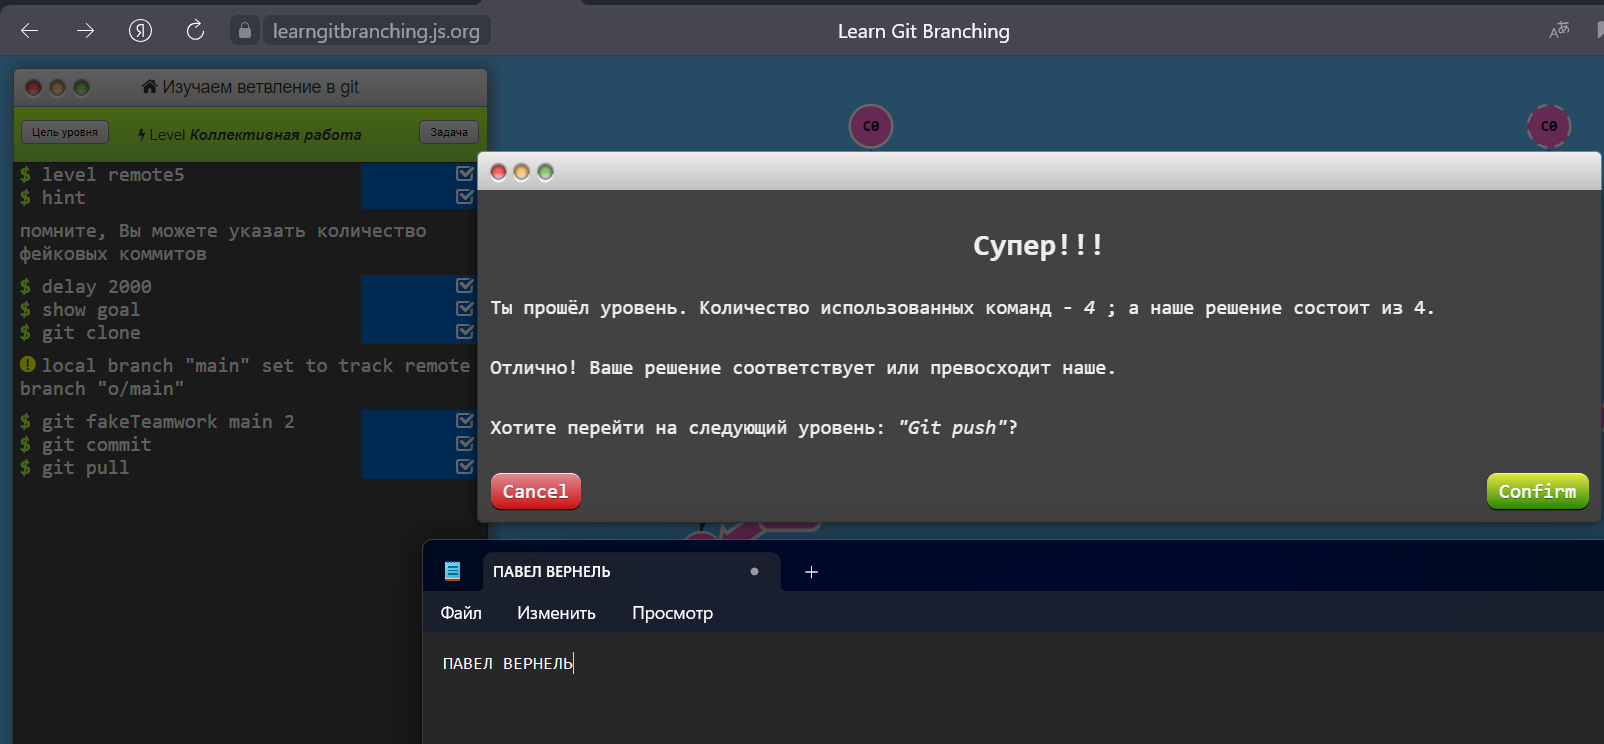 Я
learngitbranching.js.org
Learn Git Branching
Изучаем ветвление в git
Цель уровня
Level Коллективная работа
Задача
C0
C0
$ level remote5
$ hint
помните, Вы можете указать количество
фейковых коммитов
$ delay 2000
$ show goal
$ git clone
local branch "main" set to track remote
branch "o/main"
$ git fakeTeamwork main 2
$ git commit
$ git pull
Супер!!!
Ты прошёл уровень. Количество использованных команд - 4 ; а наше решение состоит из 4.
Отлично! Ваше решение соответствует или превосходит наше.
Хотите перейти на следующий уровень: "Git push"?
Cancel
Confirm
ПАВЕЛ ВЕРНЕЛЬ
Файл
Изменить
Просмотр
ПАВЕЛ ВЕРНЕЛЬ